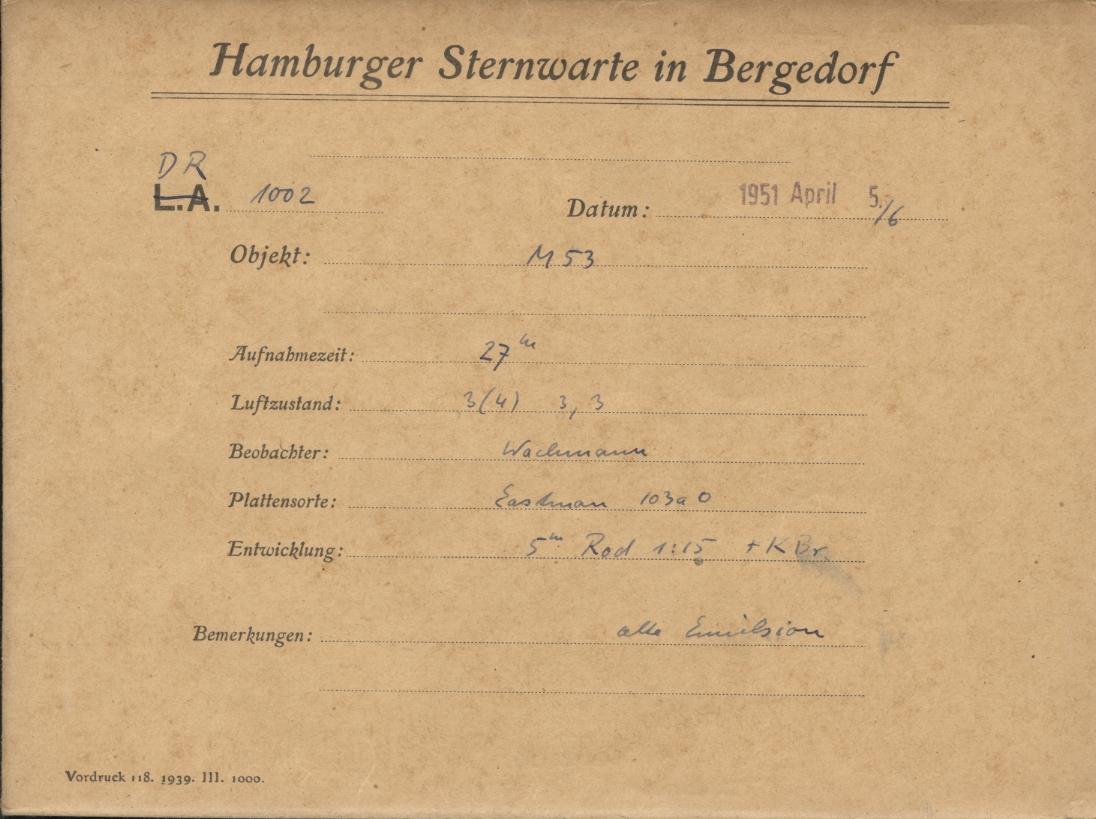 Hamburger Sternwarte in Bergedorf
DR
L.A. 1002 Datum: 1951 April 5./6
Objekt: M 53
Aufnahmezeit: 27m
Luftzustand: 3(4) 3, 3
Beobachter: Wachmann
Plattensorte: Eastman 103a O
Entwicklung: 5m Rod 1:15 + K Br
Bemerkungen: alte Emulsion
Vordruck 118. 1939. III. 1000.